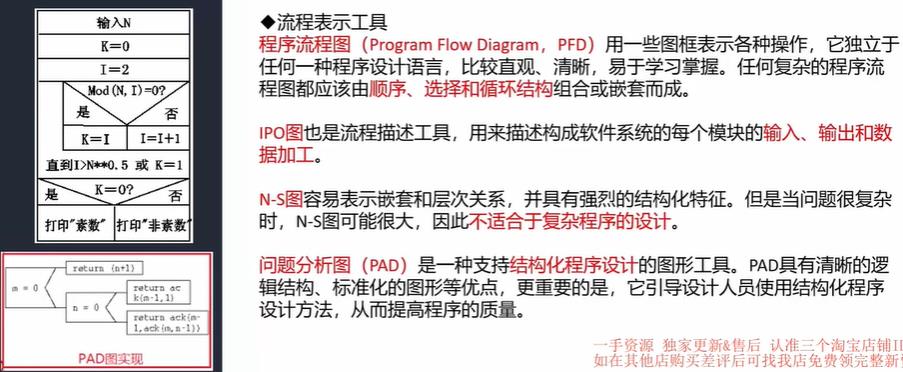 输入N
K=0
I=2
Mod(N,I)=0?
是 否
K=I I=I+1
直到I>N**0.5 或 K=1
是 K=0? 否
打印"素数" 打印"非素数"
m = 0
return {n+1}
n = 0
return ac
k{m-1,1}
return ack{m-
1,ack{m,n-1}}
PAD图实现
◆流程表示工具
程序流程图（Program Flow Diagram，PFD）用一些图框表示各种操作，它独立于
任何一种程序设计语言，比较直观、清晰，易于学习掌握。任何复杂的程序流
程图都应该由顺序、选择和循环结构组合或嵌套而成。
IPO图也是流程描述工具，用来描述构成软件系统的每个模块的输入、输出和数
据加工。
N-S图容易表示嵌套和层次关系，并具有强烈的结构化特征。但是当问题很复杂
时，N-S图可能很大，因此不适合于复杂程序的设计。
问题分析图（PAD）是一种支持结构化程序设计的图形工具。PAD具有清晰的逻
辑结构、标准化的图形等优点，更重要的是，它引导设计人员使用结构化程序
设计方法，从而提高程序的质量。
一手资源 独家更新&售后 认准三个淘宝店铺
如在其他店购买差评后可找我店免费领完整新